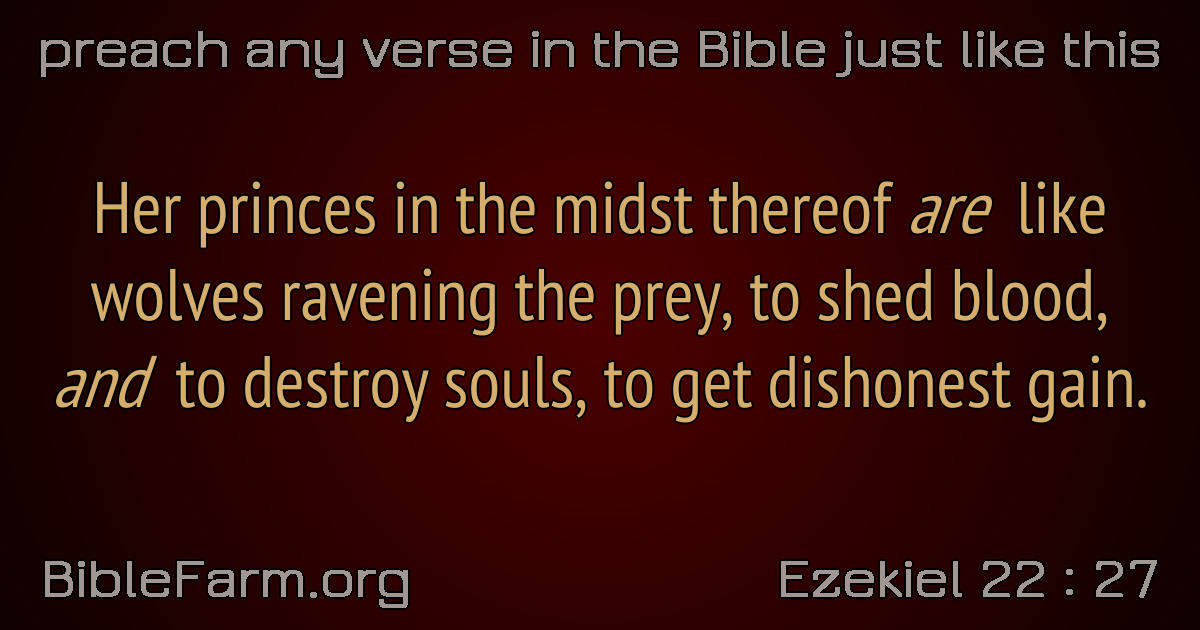 preach any verse in the Bible just like this
Her princes in the midst thereof are like
wolves ravening the prey, to shed blood,
and to destroy souls, to get dishonest gain.
BibleFarm.org
Ezekiel 22 : 27